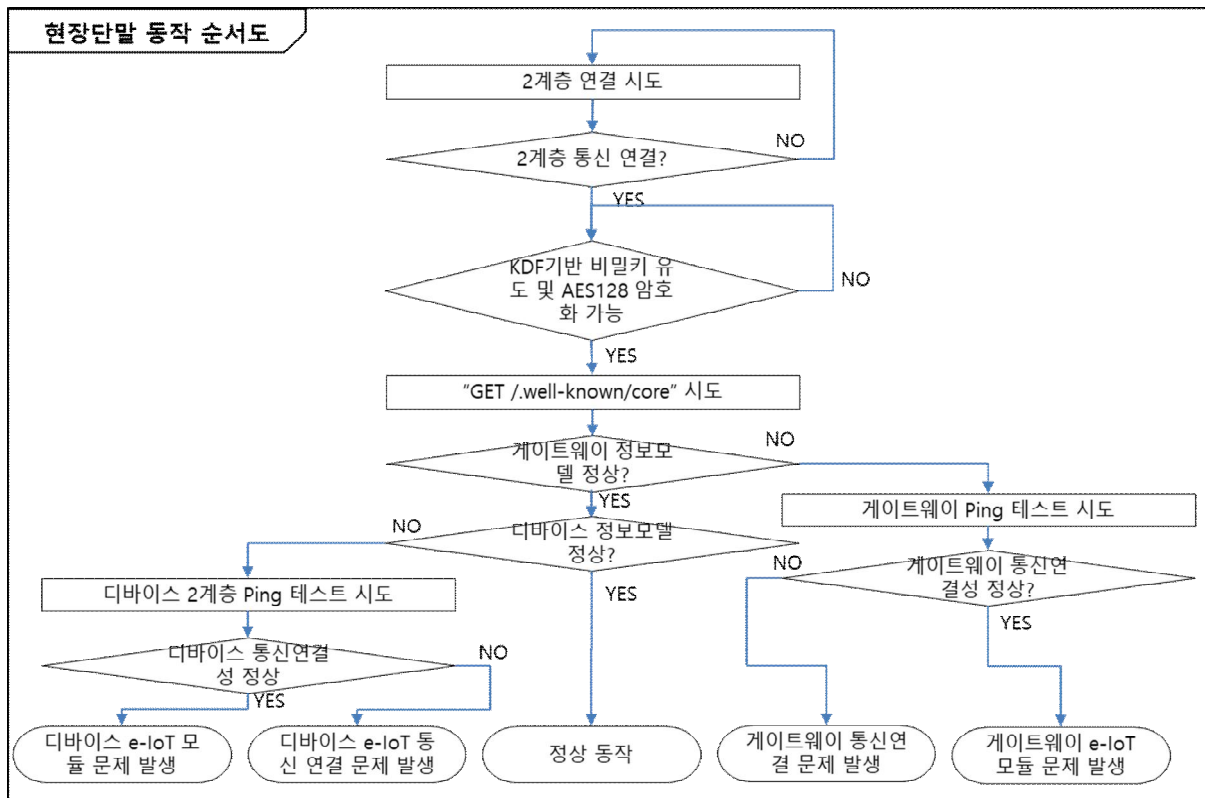 현장단말 동작 순서도
2계층 연결 시도
NO
2계층 통신 연결?
YES
KDF기반 비밀키 유
도 및 AES128 암호
화 가능
NO
YES
“GET /.well-known/core” 시도
NO
게이트웨이 정보모
델 정상?
YES
게이트웨이 Ping 테스트 시도
NO
디바이스 정보모델
정상?
NO
게이트웨이 통신연
결성 정상?
YES
디바이스 2계층 Ping 테스트 시도
YES
디바이스 통신연결
성 정상
NO
YES
디바이스 e-IoT 모
듈 문제 발생
디바이스 e-IoT 통
신 연결 문제 발생
정상 동작
게이트웨이 통신연
결 문제 발생
게이트웨이 e-IoT
모듈 문제 발생